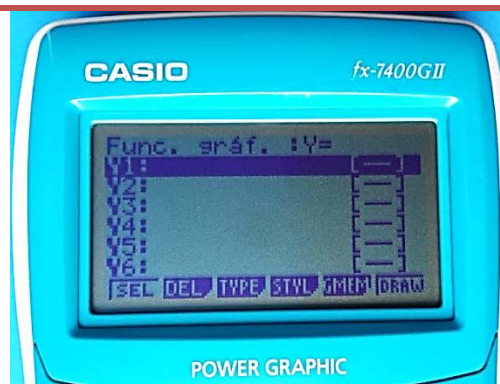 CASIO fx-7400GII
Func. gráf. :Y=
Y1: [—]
Y2: [—]
Y3: [—]
Y4: [—]
Y5: [—]
Y6: [—]
SEL DEL TYPE STYL GMEM DRAW
POWER GRAPHIC